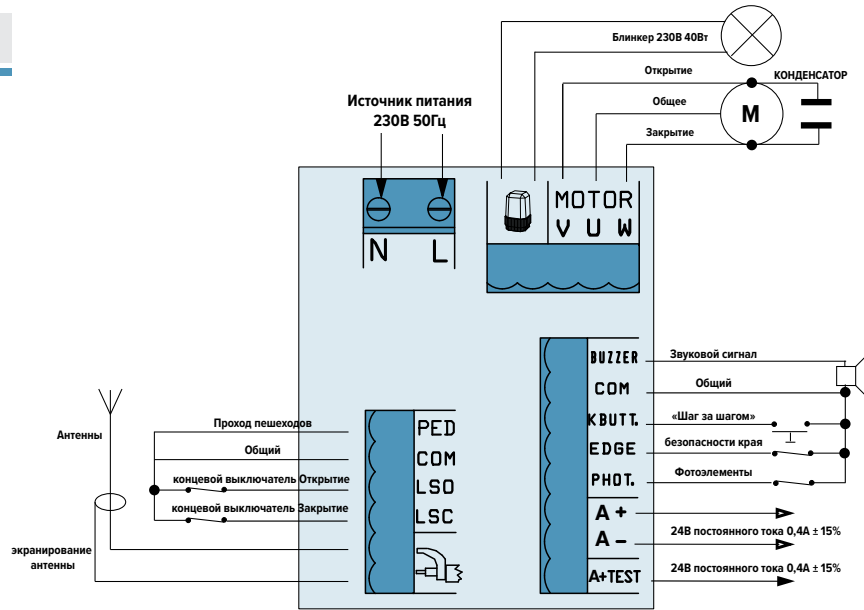 Блинкер 230В 40Вт
Открытие
КОНДЕНСАТОР
Источник питания
230В 50Гц
Общее
M
Закрытие
MOTOR
V U W
N L
BUZZER
Звуковой сигнал
COM
Общий
KBUTT.
«Шаг за шагом»
EDGE
безопасности края
PHOT.
Фотоэлементы
A +
A -
24В постоянного тока 0,4А ± 15%
A+TEST
24В постоянного тока 0,4А ± 15%
Антенны
Проход пешеходов
PED
Общий
COM
концевой выключатель Открытие
LSO
концевой выключатель Закрытие
LSC
экранирование
антенны